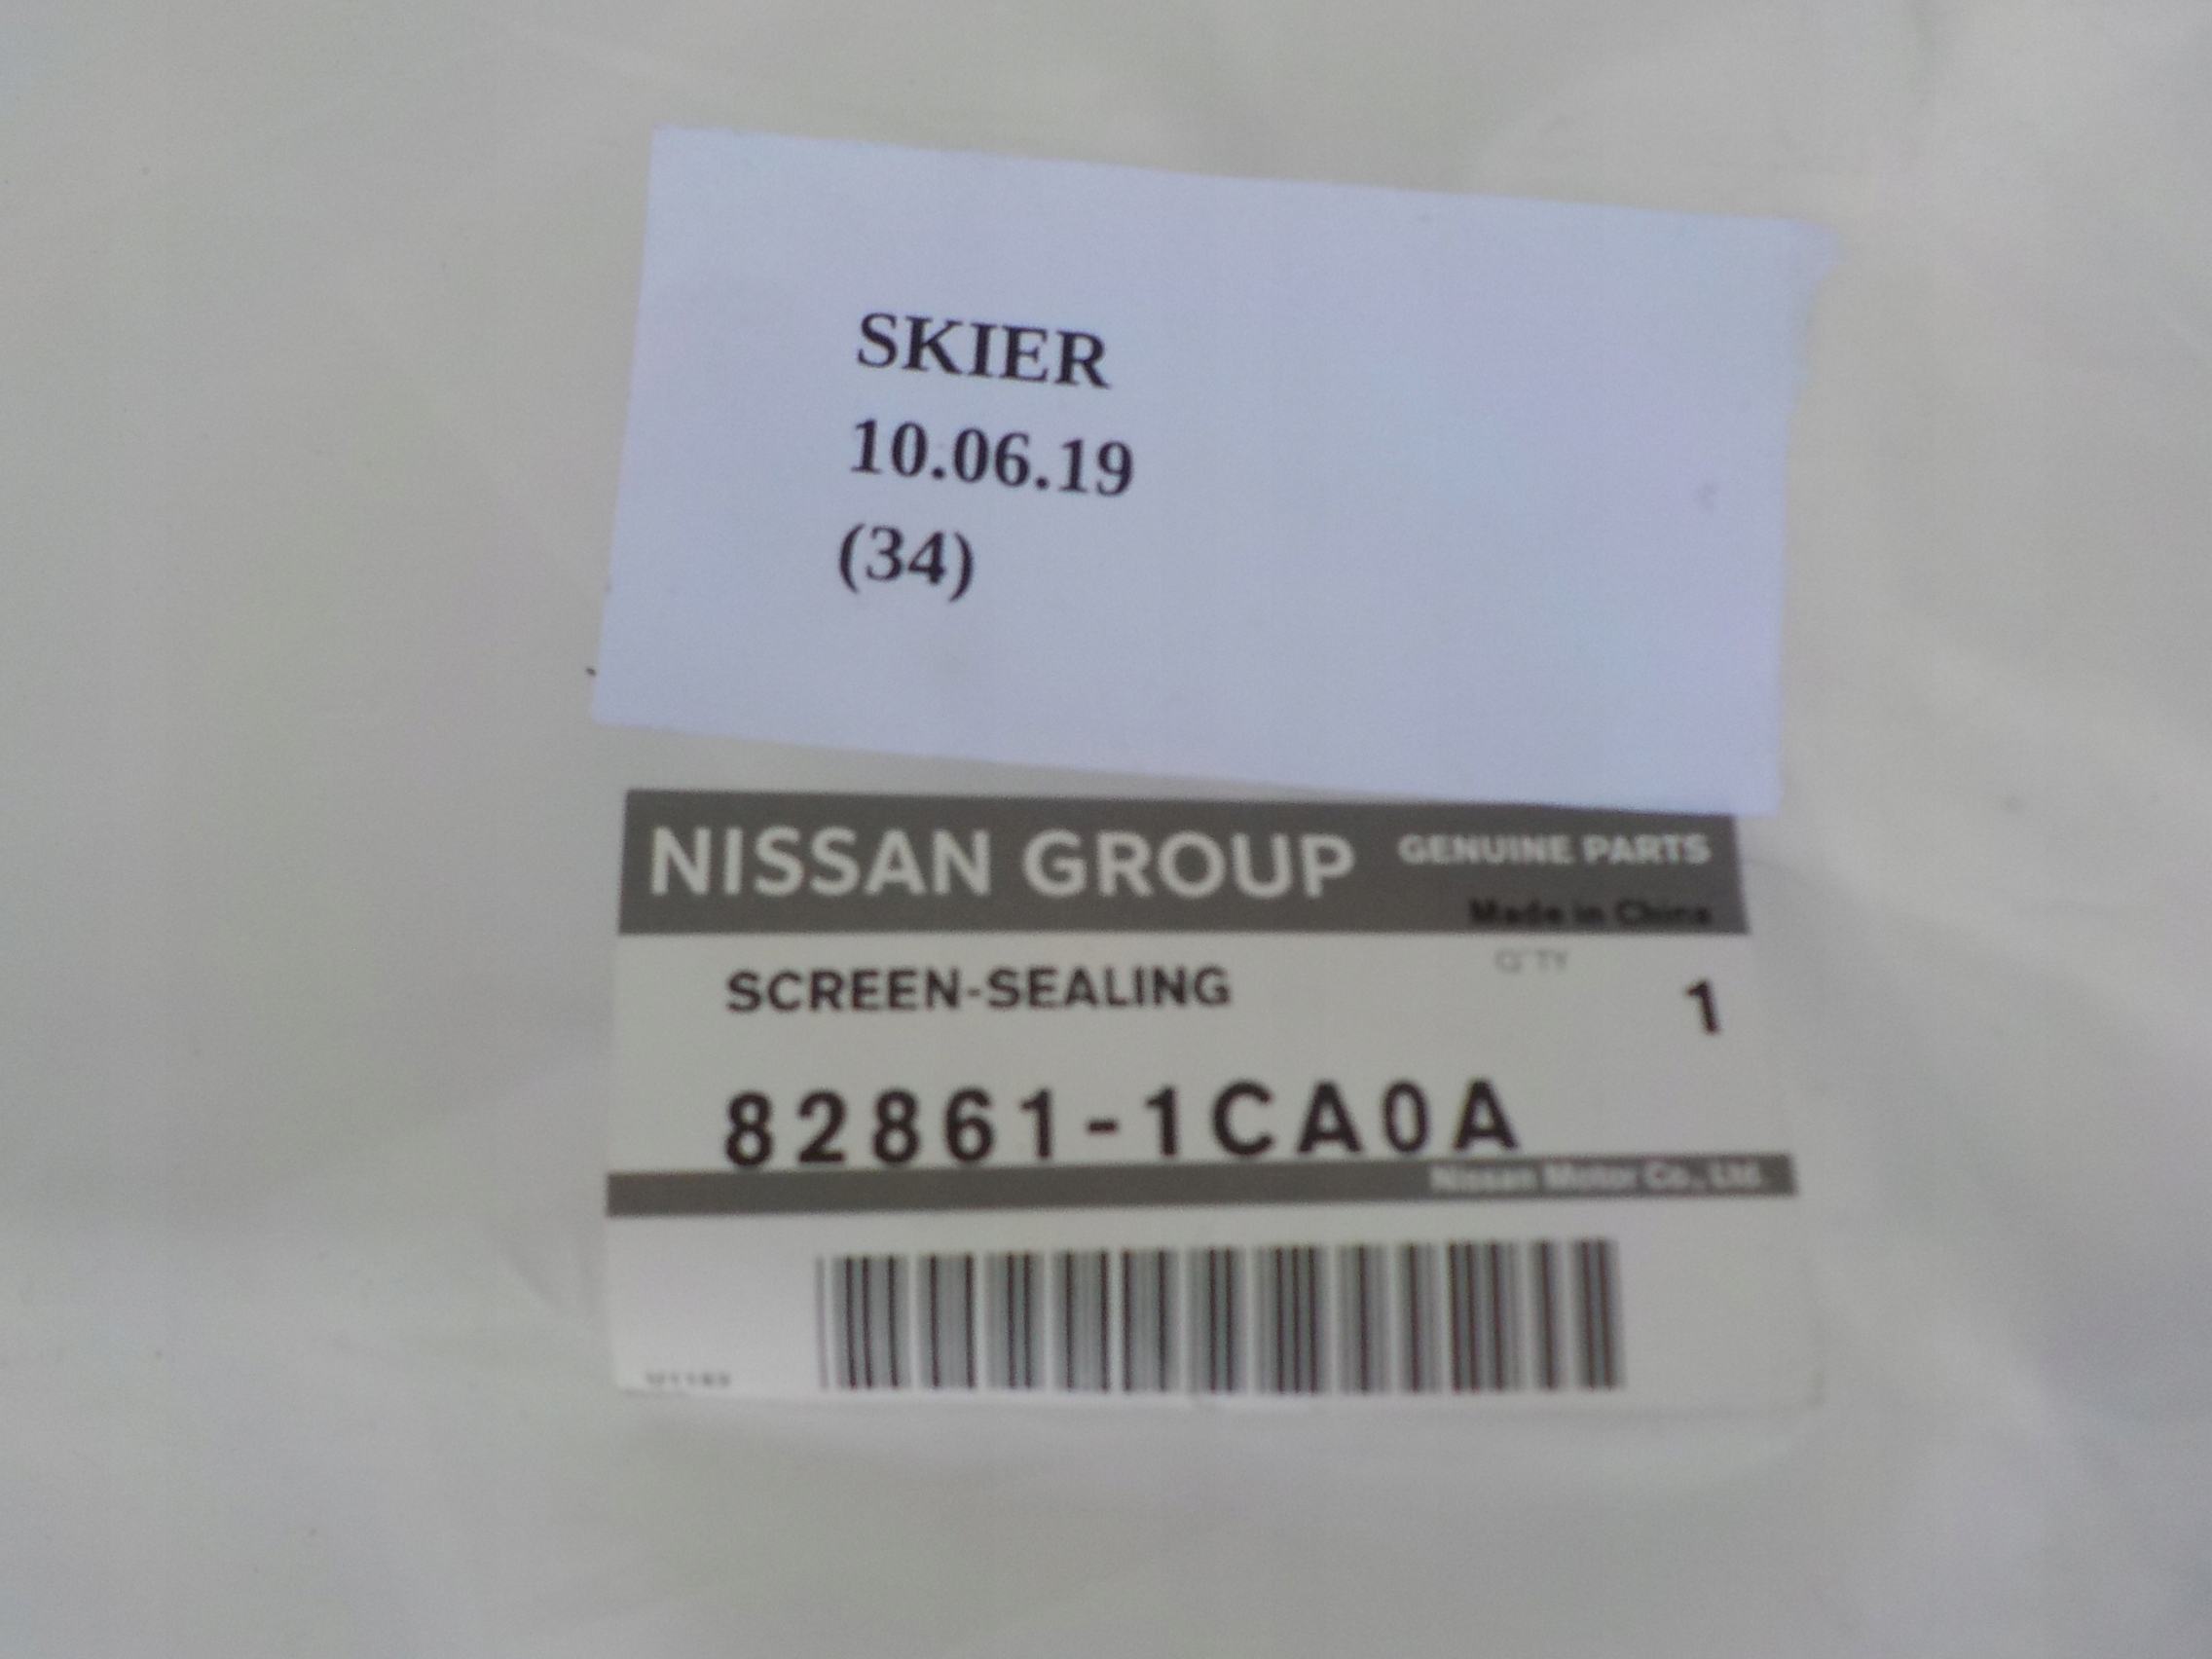 SKIER
10.06.19
(34)
NISSAN GROUP GENUINE PARTS
Made in China
SCREEN-SEALING Q'TY 1
82861-1CA0A
Nissan Motor Co., Ltd.